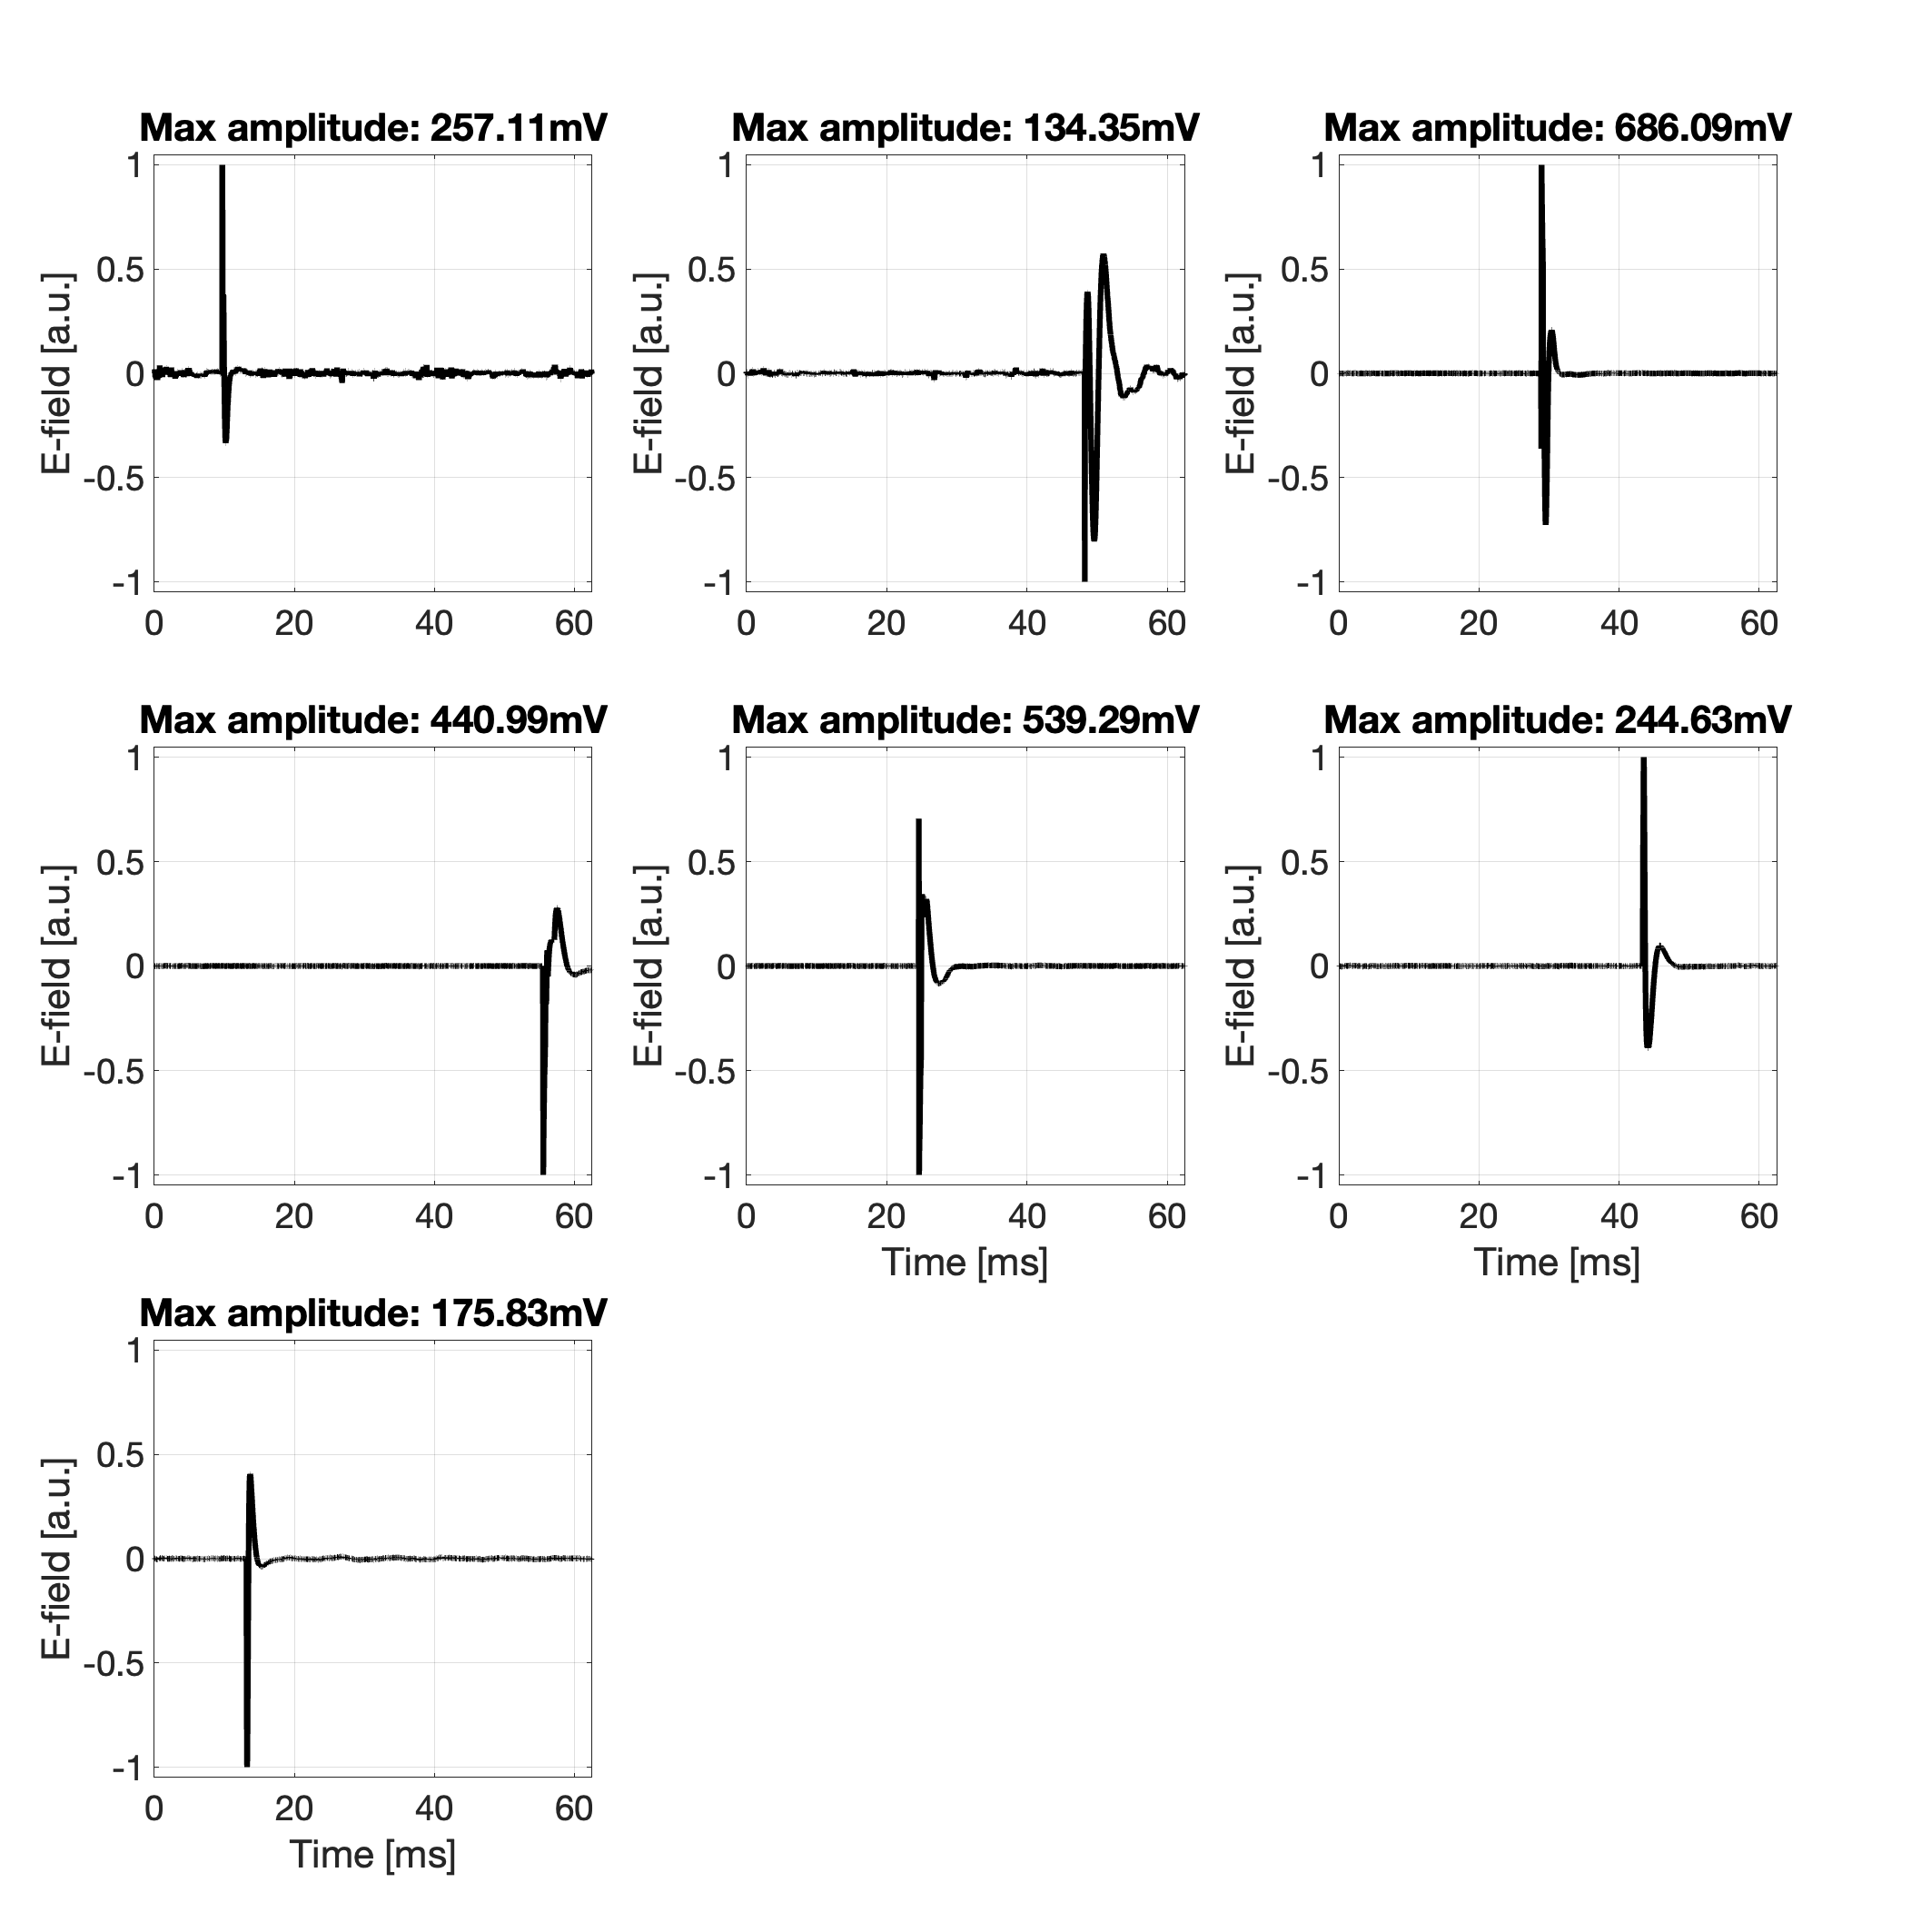 Max amplitude: 257.11mV
1
0.5
0
-0.5
-1
E-field [a.u.]
0 20 40 60
Max amplitude: 134.35mV
1
0.5
0
-0.5
-1
E-field [a.u.]
0 20 40 60
Max amplitude: 686.09mV
1
0.5
0
-0.5
-1
E-field [a.u.]
0 20 40 60
Max amplitude: 440.99mV
1
0.5
0
-0.5
-1
E-field [a.u.]
0 20 40 60
Max amplitude: 539.29mV
1
0.5
0
-0.5
-1
E-field [a.u.]
0 20 40 60
Time [ms]
Max amplitude: 244.63mV
1
0.5
0
-0.5
-1
E-field [a.u.]
0 20 40 60
Time [ms]
Max amplitude: 175.83mV
1
0.5
0
-0.5
-1
E-field [a.u.]
0 20 40 60
Time [ms]